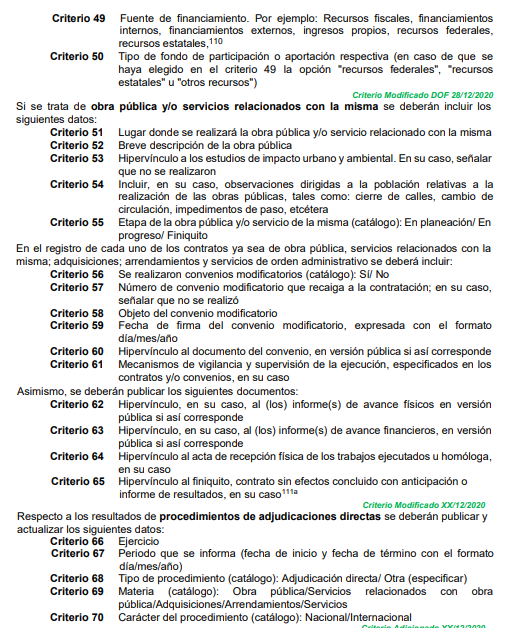 Criterio 49 Fuente de financiamiento. Por ejemplo: Recursos fiscales, financiamientos
internos, financiamientos externos, ingresos propios, recursos federales,
recursos estatales,110
Criterio 50 Tipo de fondo de participación o aportación respectiva (en caso de que se
haya elegido en el criterio 49 la opción "recursos federales", "recursos
estatales" u "otros recursos")
Criterio Modificado DOF 28/12/2020
Si se trata de obra pública y/o servicios relacionados con la misma se deberán incluir los
siguientes datos:
Criterio 51 Lugar donde se realizará la obra pública y/o servicio relacionado con la misma
Criterio 52 Breve descripción de la obra pública
Criterio 53 Hipervínculo a los estudios de impacto urbano y ambiental. En su caso, señalar
que no se realizaron
Criterio 54 Incluir, en su caso, observaciones dirigidas a la población relativas a la
realización de las obras públicas, tales como: cierre de calles, cambio de
circulación, impedimentos de paso, etcétera
Criterio 55 Etapa de la obra pública y/o servicio de la misma (catálogo): En planeación/ En
progreso/ Finiquito
En el registro de cada uno de los contratos ya sea de obra pública, servicios relacionados con la
misma; adquisiciones; arrendamientos y servicios de orden administrativo se deberá incluir:
Criterio 56 Se realizaron convenios modificatorios (catálogo): Sí/ No
Criterio 57 Número de convenio modificatorio que recaiga a la contratación; en su caso,
señalar que no se realizó
Criterio 58 Objeto del convenio modificatorio
Criterio 59 Fecha de firma del convenio modificatorio, expresada con el formato
día/mes/año
Criterio 60 Hipervínculo al documento del convenio, en versión pública si así corresponde
Criterio 61 Mecanismos de vigilancia y supervisión de la ejecución, especificados en los
contratos y/o convenios, en su caso
Asimismo, se deberán publicar los siguientes documentos:
Criterio 62 Hipervínculo, en su caso, al (los) informe(s) de avance físicos en versión
pública si así corresponde
Criterio 63 Hipervínculo, en su caso, al (los) informe(s) de avance financieros, en versión
pública si así corresponde
Criterio 64 Hipervínculo al acta de recepción física de los trabajos ejecutados u homóloga,
en su caso
Criterio 65 Hipervínculo al finiquito, contrato sin efectos concluido con anticipación o
informe de resultados, en su caso111a
Criterio Modificado XX/12/2020
Respecto a los resultados de procedimientos de adjudicaciones directas se deberán publicar y
actualizar los siguientes datos:
Criterio 66 Ejercicio
Criterio 67 Periodo que se informa (fecha de inicio y fecha de término con el formato
día/mes/año)
Criterio 68 Tipo de procedimiento (catálogo): Adjudicación directa/ Otra (especificar)
Criterio 69 Materia (catálogo): Obra pública/Servicios relacionados con obra
pública/Adquisiciones/Arrendamientos/Servicios
Criterio 70 Carácter del procedimiento (catálogo): Nacional/Internacional
Criterio Adicionado XX/12/2020